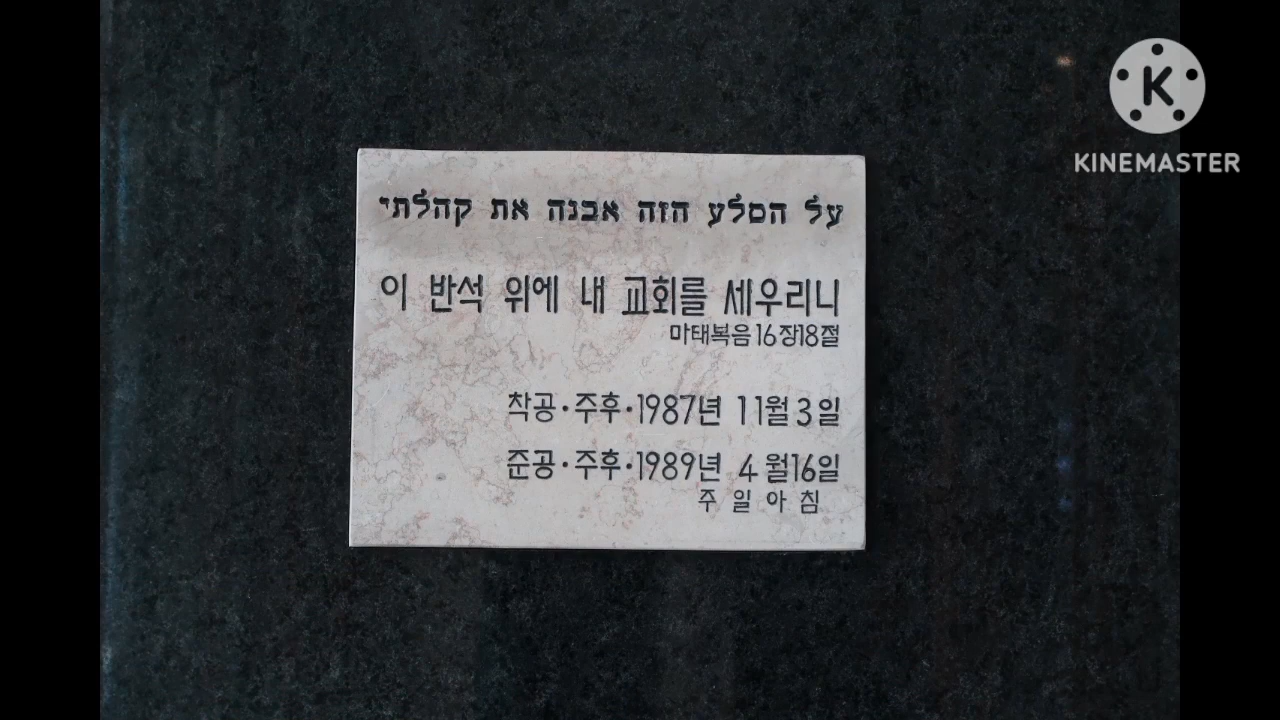 KINEMASTER
על הסלע הזה אבנה את קהלתי
이 반석 위에 내 교회를 세우리니
마태복음 16장18절
착공·주후·1987년 11월 3일
준공·주후·1989년 4월16일
주일아침